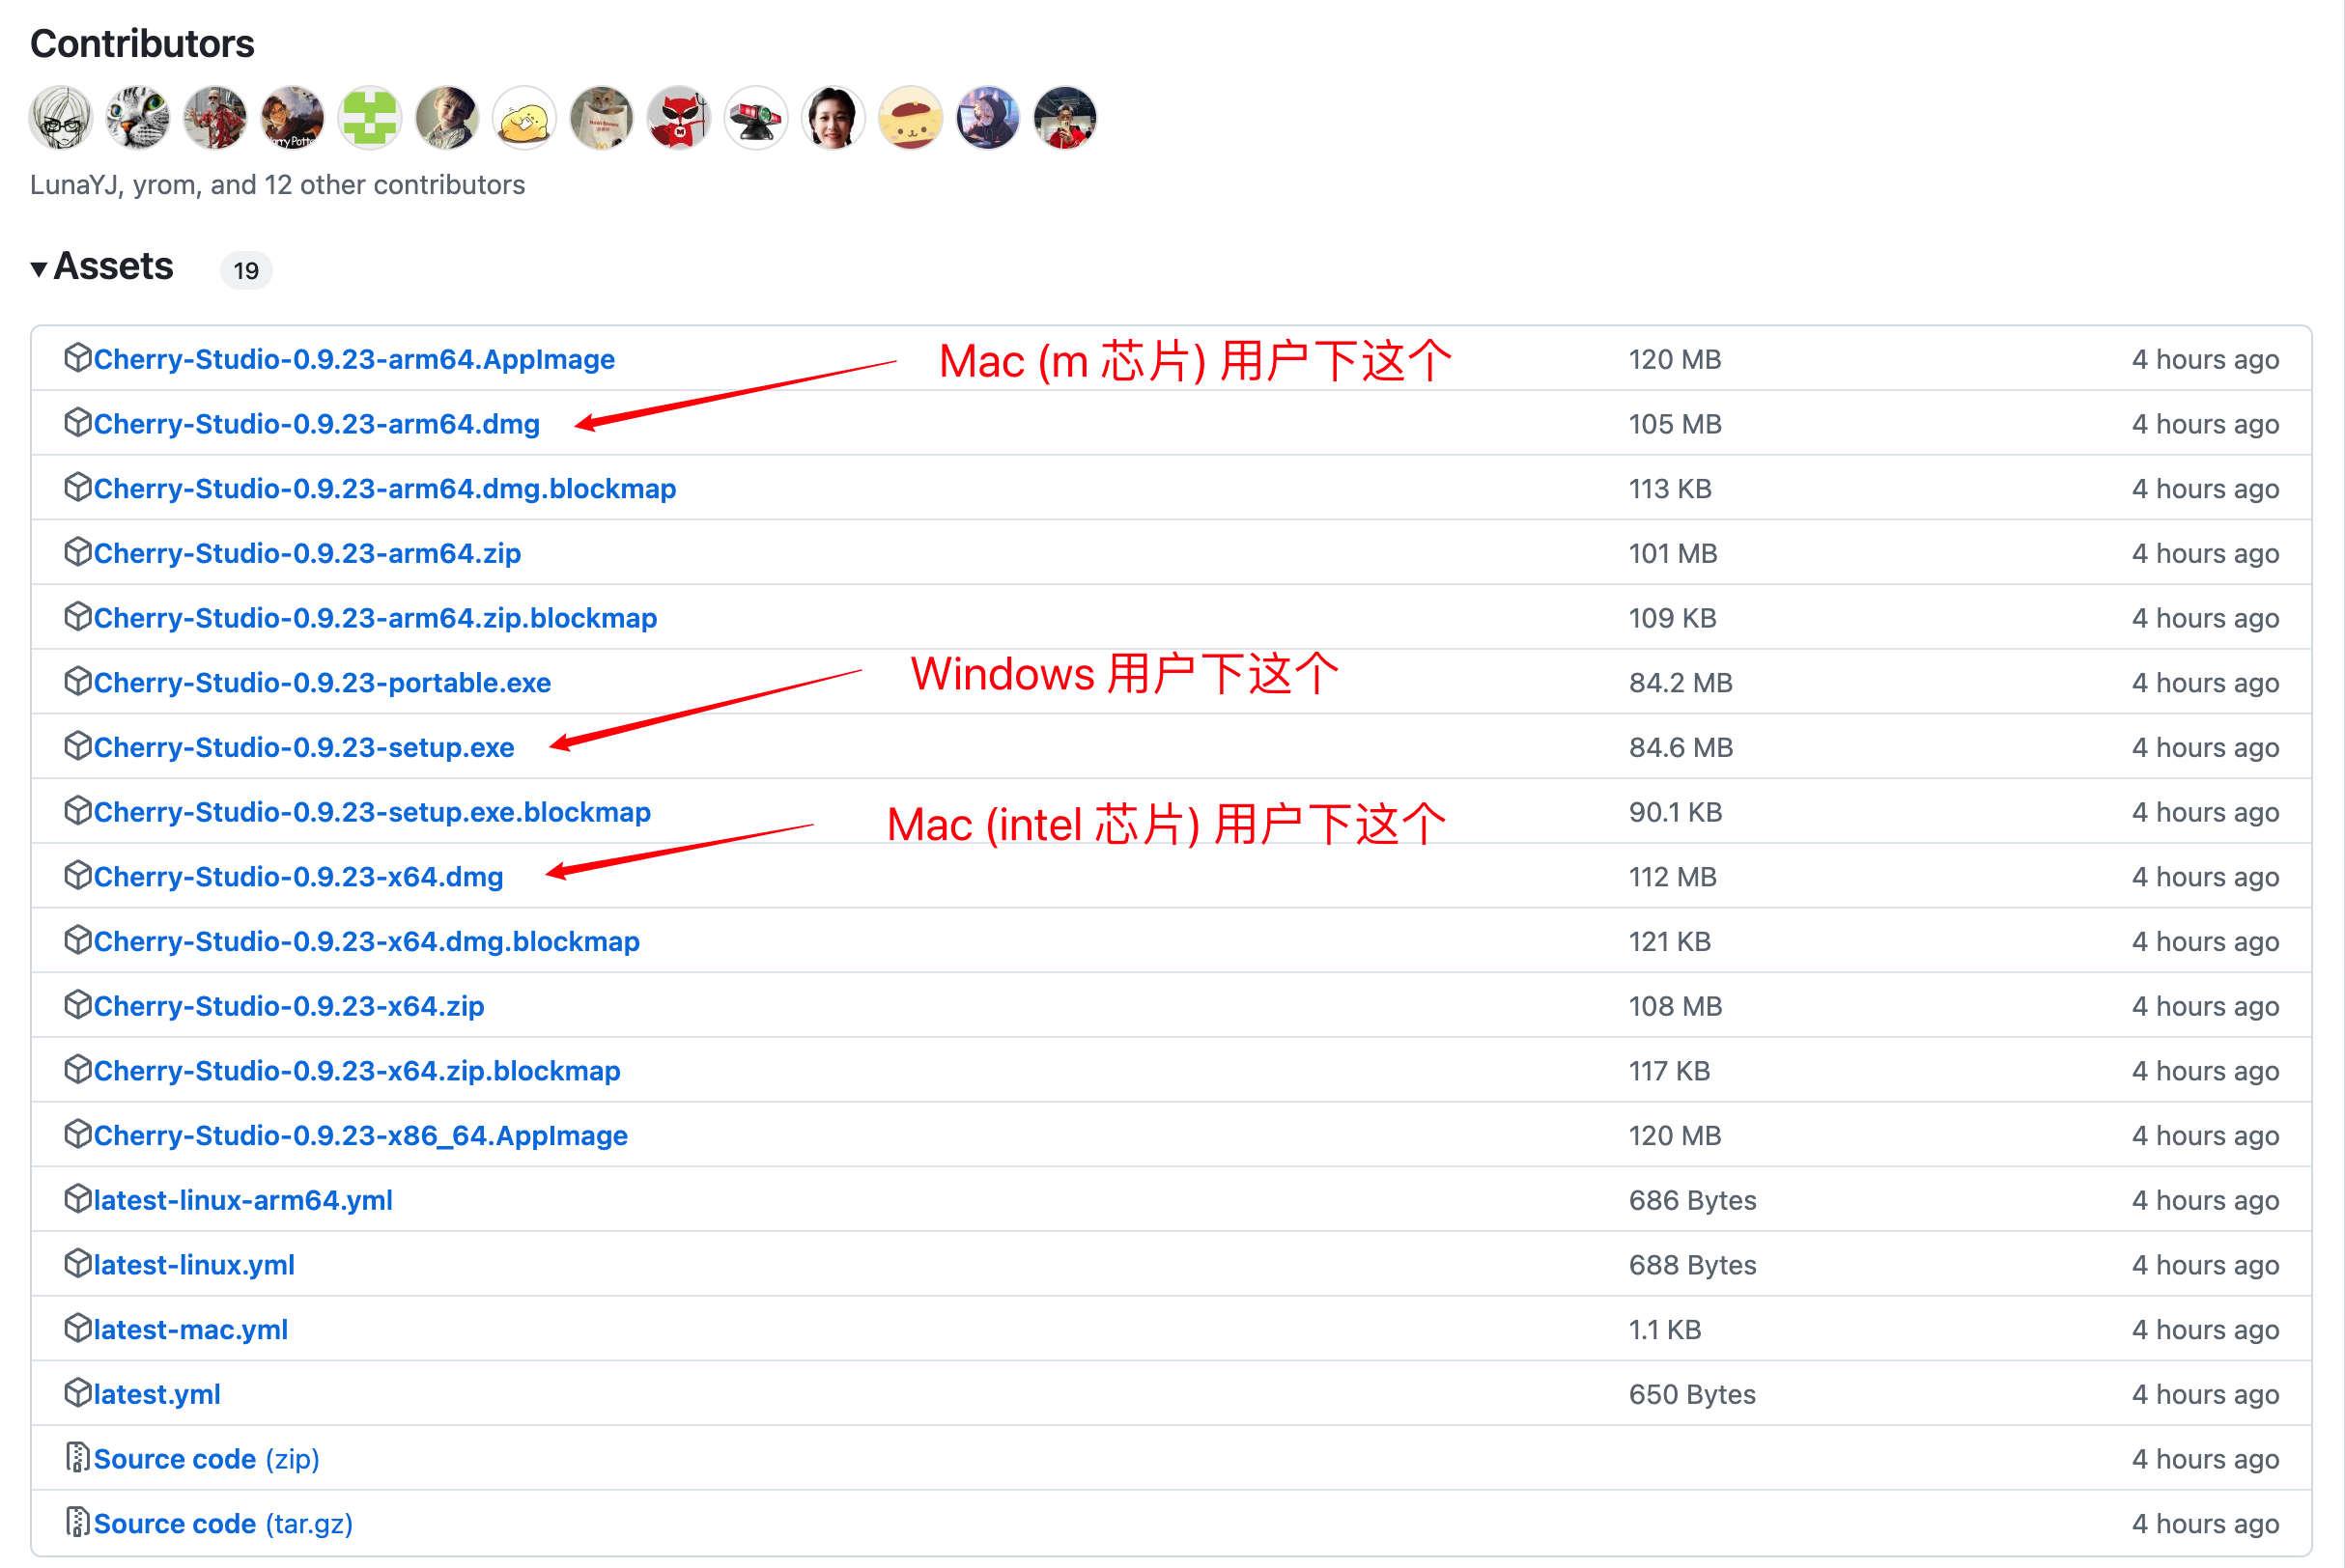 Contributors
LunaYJ, yrom, and 12 other contributors
Assets 19
Cherry-Studio-0.9.23-arm64.AppImage Mac (m 芯片) 用户下这个 120 MB 4 hours ago
Cherry-Studio-0.9.23-arm64.dmg 105 MB 4 hours ago
Cherry-Studio-0.9.23-arm64.dmg.blockmap 113 KB 4 hours ago
Cherry-Studio-0.9.23-arm64.zip 101 MB 4 hours ago
Cherry-Studio-0.9.23-arm64.zip.blockmap 109 KB 4 hours ago
Cherry-Studio-0.9.23-portable.exe Windows 用户下这个 84.2 MB 4 hours ago
Cherry-Studio-0.9.23-setup.exe 84.6 MB 4 hours ago
Cherry-Studio-0.9.23-setup.exe.blockmap Mac (intel 芯片) 用户下这个 90.1 KB 4 hours ago
Cherry-Studio-0.9.23-x64.dmg 112 MB 4 hours ago
Cherry-Studio-0.9.23-x64.dmg.blockmap 121 KB 4 hours ago
Cherry-Studio-0.9.23-x64.zip 108 MB 4 hours ago
Cherry-Studio-0.9.23-x64.zip.blockmap 117 KB 4 hours ago
Cherry-Studio-0.9.23-x86_64.AppImage 120 MB 4 hours ago
latest-linux-arm64.yml 686 Bytes 4 hours ago
latest-linux.yml 688 Bytes 4 hours ago
latest-mac.yml 1.1 KB 4 hours ago
latest.yml 650 Bytes 4 hours ago
Source code (zip) 4 hours ago
Source code (tar.gz) 4 hours ago